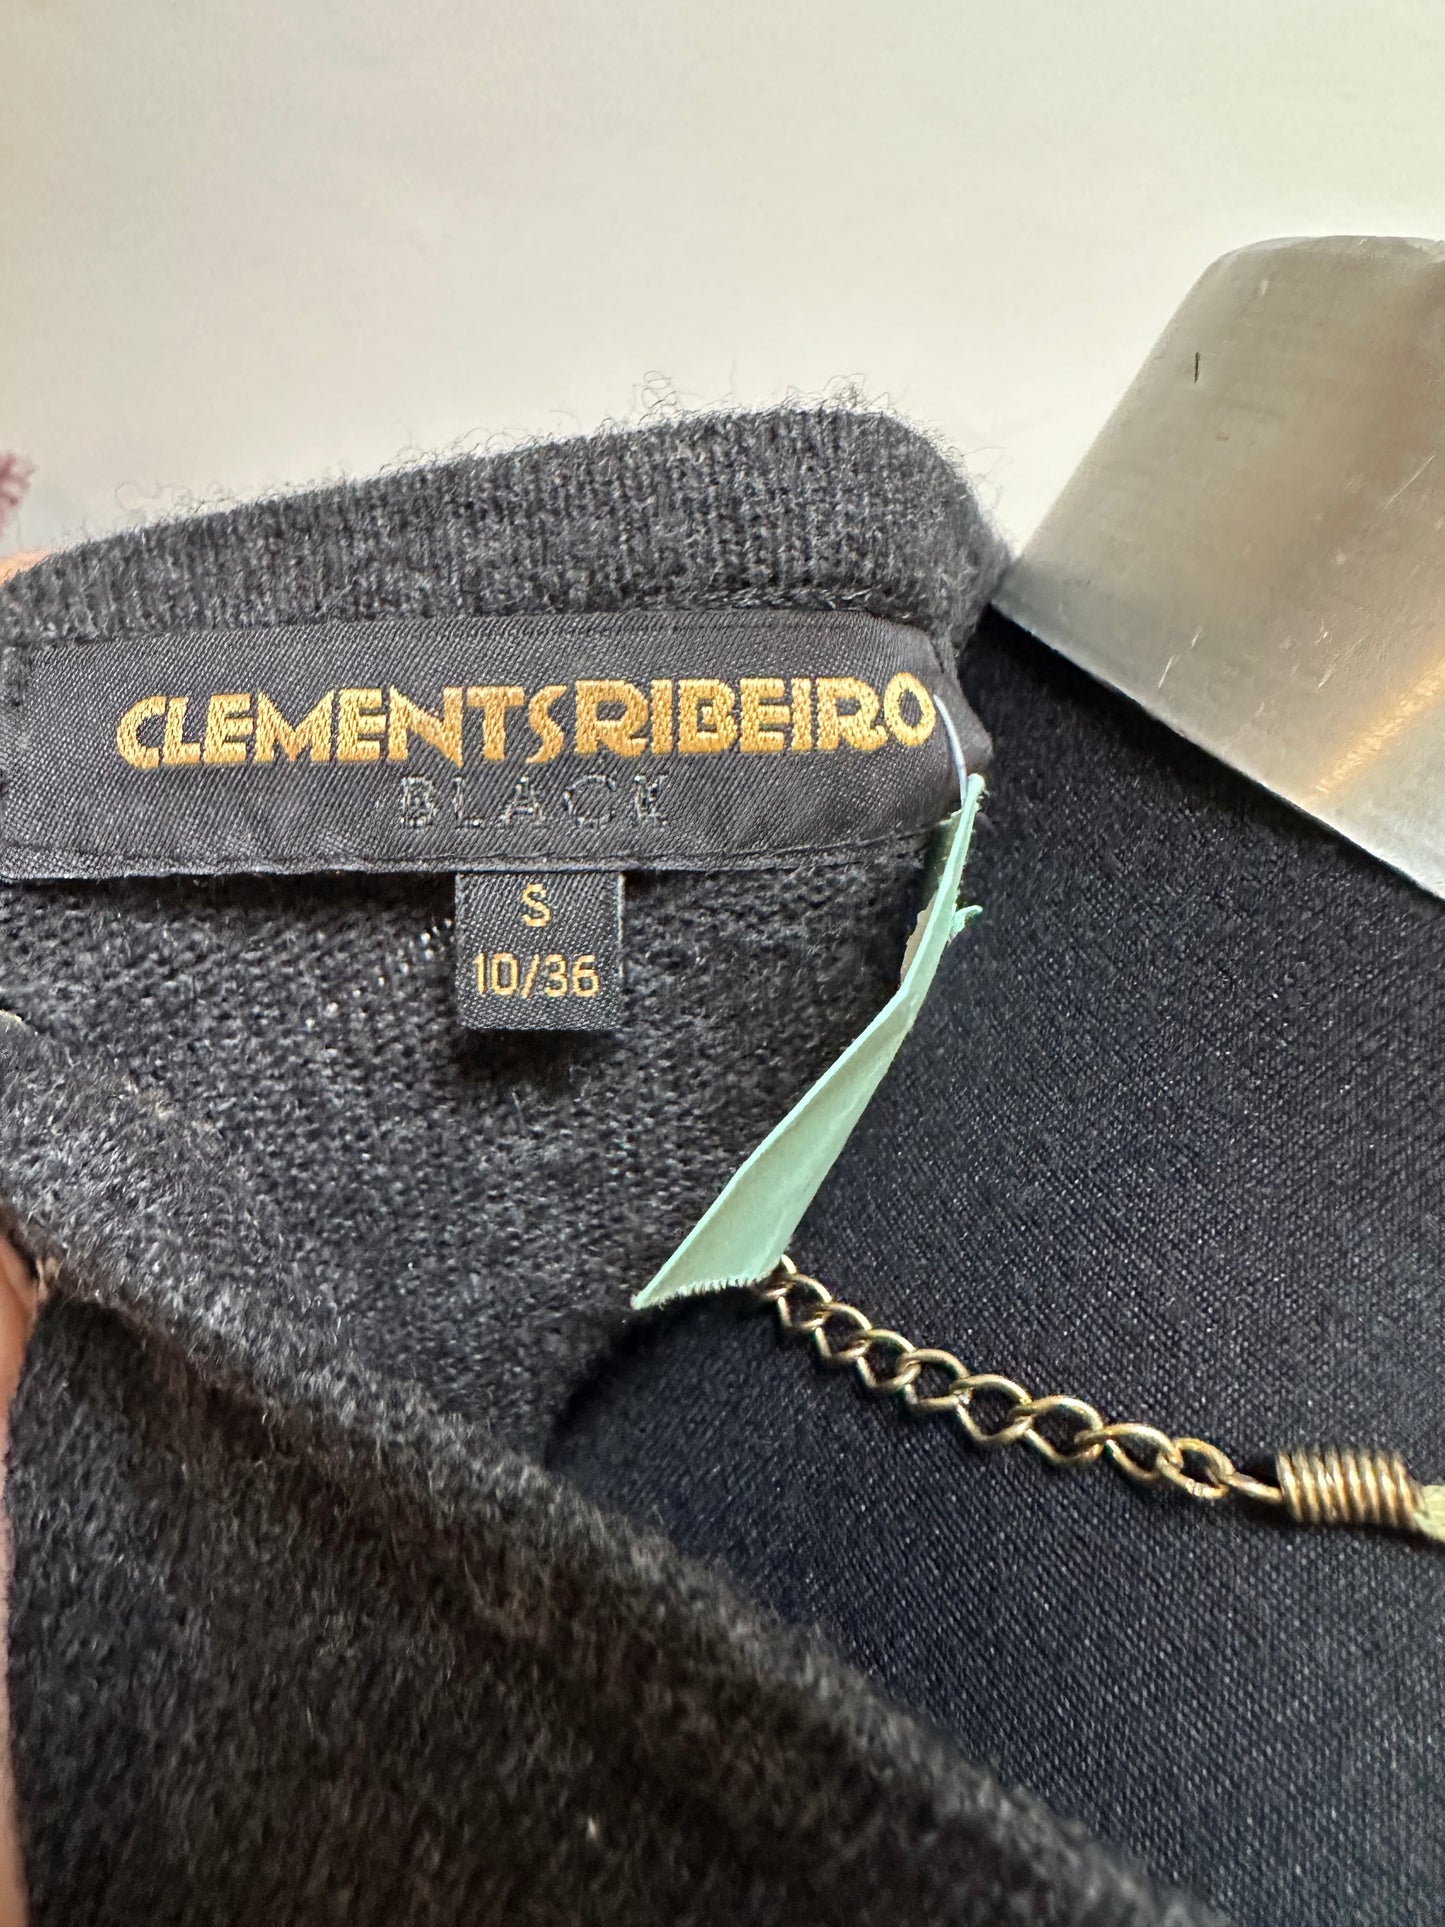 CLEMENTSRIBEIRO
BLACK
S
10/36